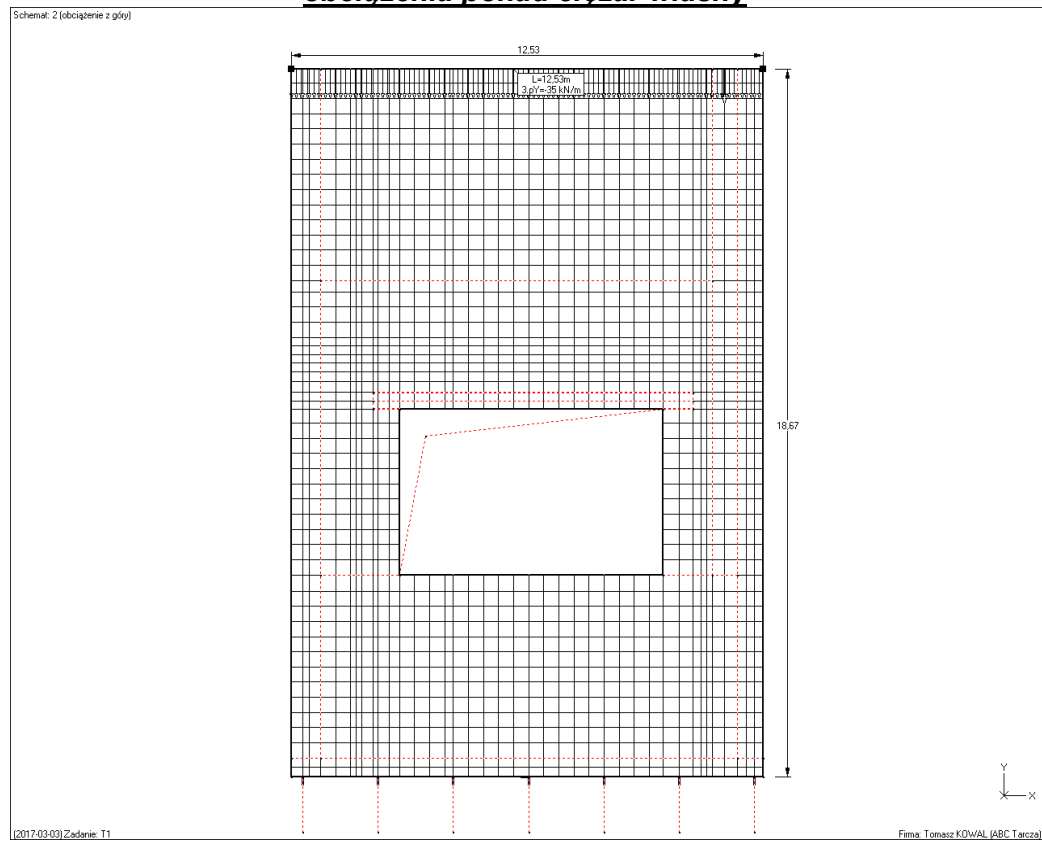 Schemat: 2 (obciążenie z góry)
12,53
L=12,53m
3.pY=-35 kN/m
18,67
Y
X
(2017-03-03) Zadanie: T1
Firma: Tomasz KOWAL (ABC Tarcza)